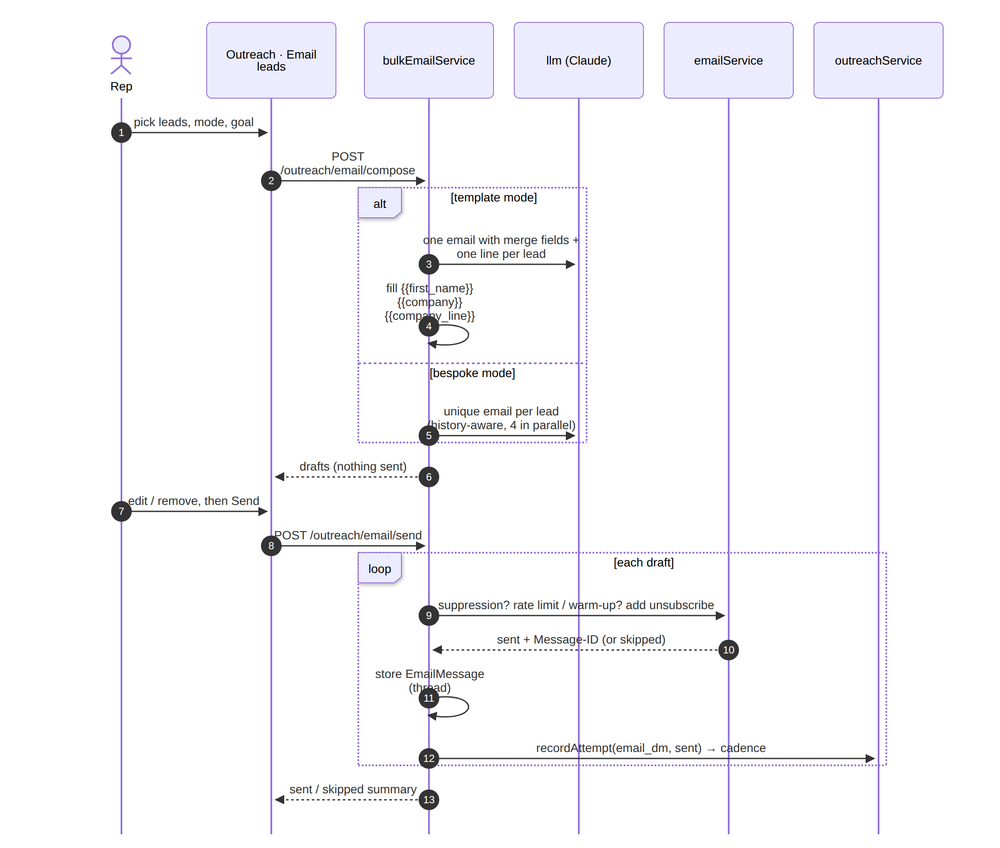 Rep
Outreach · Email
leads
bulkEmailService
llm (Claude)
emailService
outreachService
pick leads, mode, goal
1
POST
/outreach/email/compose
2
alt
[template mode]
one email with merge fields +
one line per lead
3
fill {{first_name}}
{{company}}
{{company_line}}
4
[bespoke mode]
unique email per lead
(history-aware, 4 in parallel)
5
drafts (nothing sent)
6
edit / remove, then Send
7
POST /outreach/email/send
8
loop
[each draft]
suppression? rate limit / warm-up? add unsubscribe
9
sent + Message-ID (or skipped)
10
store EmailMessage
(thread)
11
recordAttempt(email_dm, sent) → cadence
12
sent / skipped summary
13